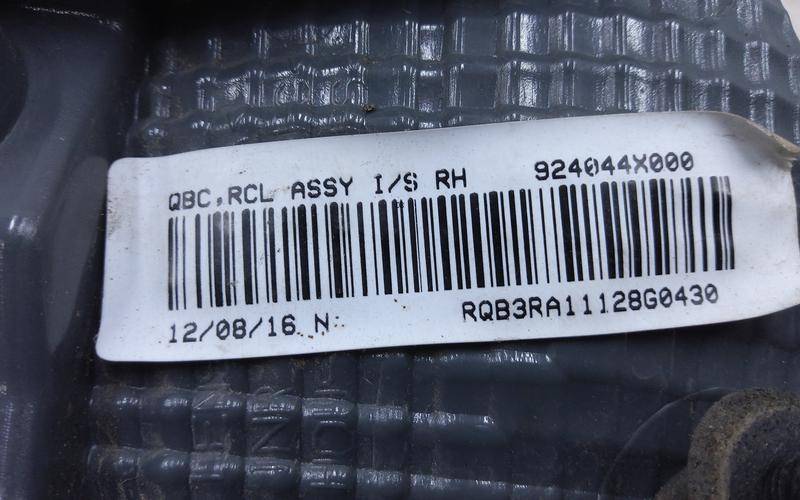 QBC,RCL ASSY I/S RH 924044X000
12/08/16 N: RQB3RA11128G0430